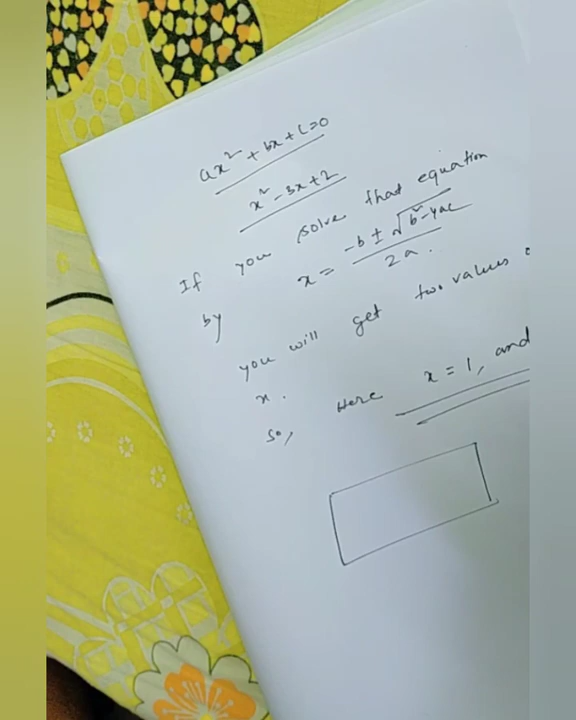 ax² + bx + c = 0
x² - 3x + 2
If you solve that equation
by x = -b ± √b² - 4ac / 2a .
you will get two values
x .
so, Here x = 1, and